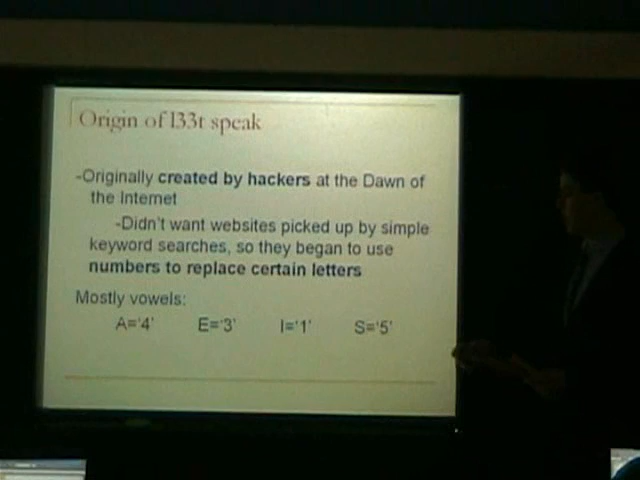 Origin of l33t speak
-Originally created by hackers at the Dawn of
the Internet
-Didn't want websites picked up by simple
keyword searches, so they began to use
numbers to replace certain letters
Mostly vowels:
A='4' E='3' I='1' S='5'